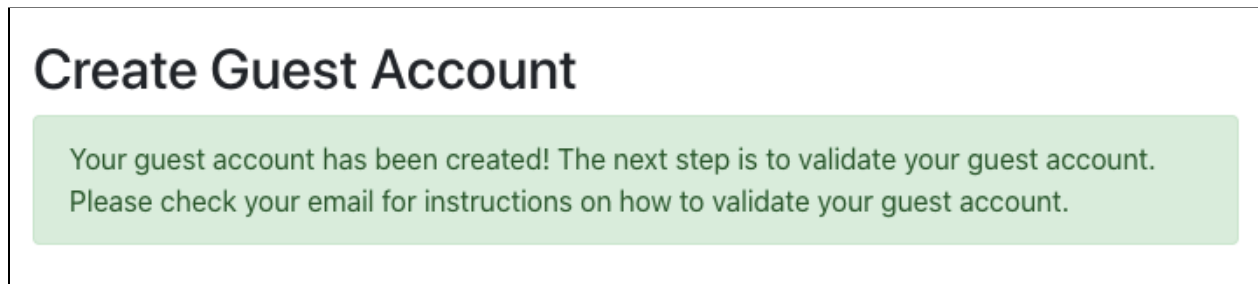 Create Guest Account
Your guest account has been created! The next step is to validate your guest account.
Please check your email for instructions on how to validate your guest account.